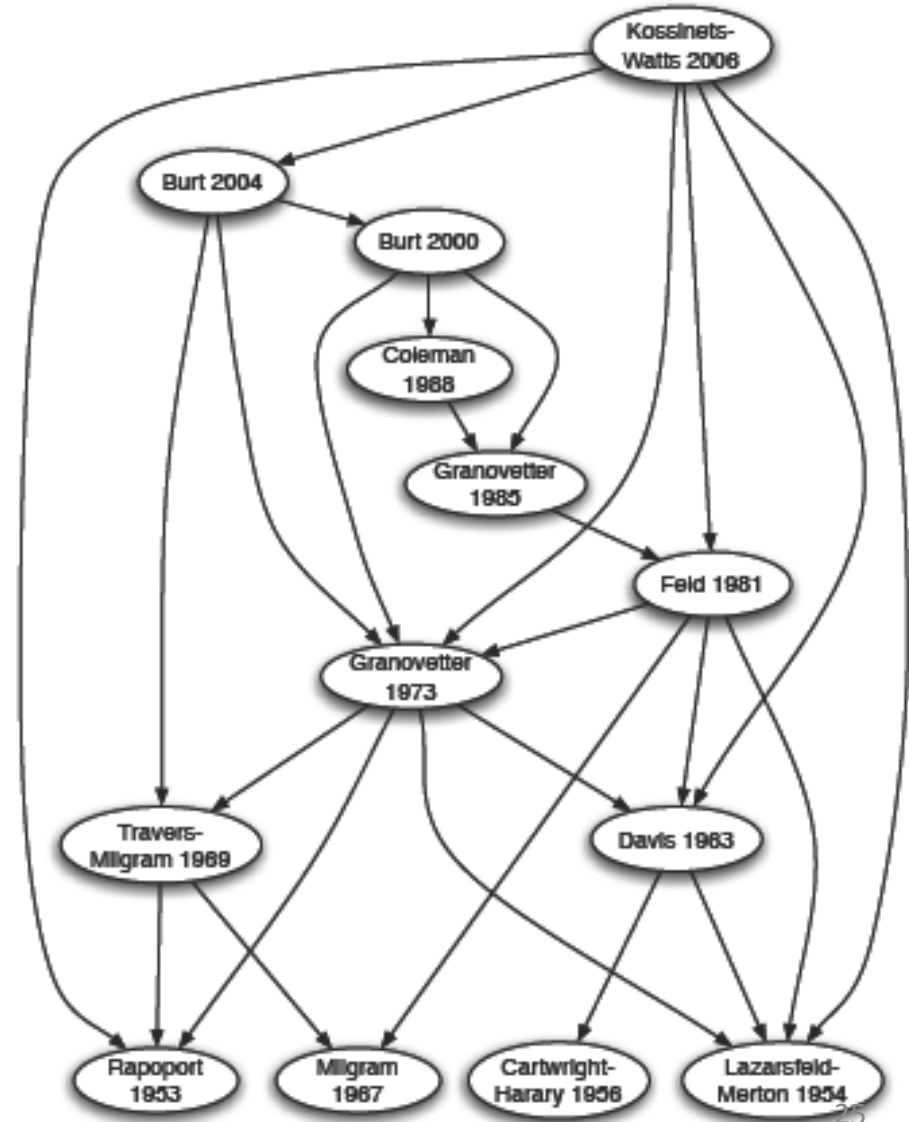 Kossinets-
Watts 2006
Burt 2004
Burt 2000
Coleman
1988
Granovetter
1985
Feld 1981
Granovetter
1973
Travers-
Milgram 1969
Davis 1963
Rapoport
1953
Milgram
1967
Cartwright-
Harary 1956
Lazarsfeld-
Merton 1954
25